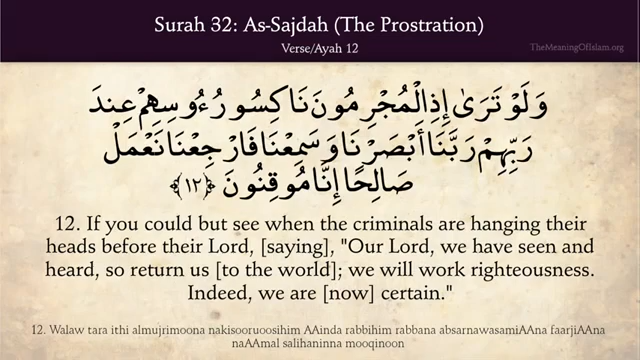 Surah 32: As-Sajdah (The Prostration)
Verse/Ayah 12
TheMeaningOfIslam.org
وَلَوْ تَرَىٰ إِذِ الْمُجْرِمُونَ نَاكِسُو رُءُوسِهِمْ عِندَ
رَبِّهِمْ رَبَّنَا أَبْصَرْنَا وَسَمِعْنَا فَارْجِعْنَا نَعْمَلْ
صَالِحًا إِنَّا مُوقِنُونَ ﴿١٢﴾
12. If you could but see when the criminals are hanging their
heads before their Lord, [saying], "Our Lord, we have seen and
heard, so return us [to the world]; we will work righteousness.
Indeed, we are [now] certain."
12. Walaw tara ithi almujrimoona nakisooruoosihim AAinda rabbihim rabbana absarnawasamiAAna faarjiAAna
naAAmal salihaninna mooqinoon